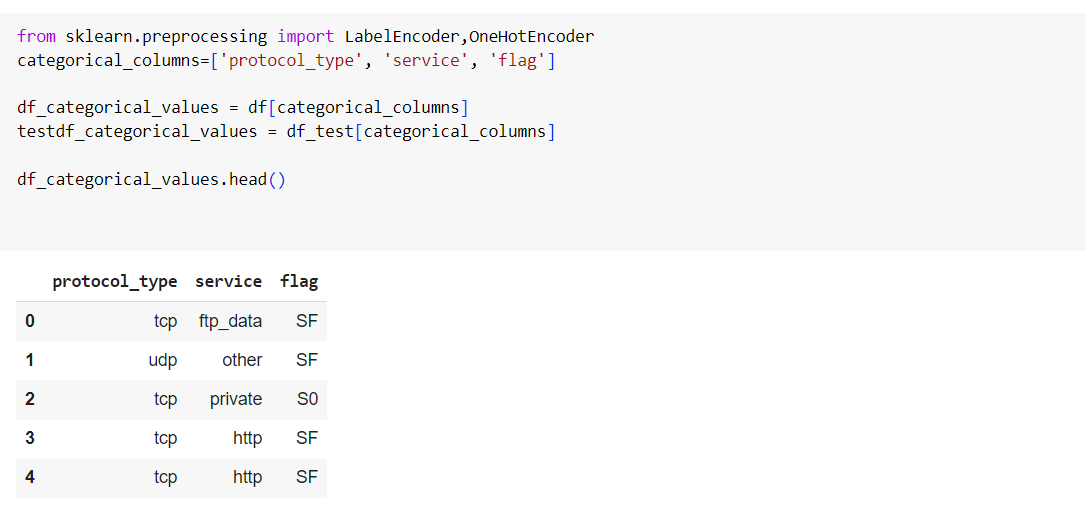 from sklearn.preprocessing import LabelEncoder,OneHotEncoder
categorical_columns=['protocol_type', 'service', 'flag']
df_categorical_values = df[categorical_columns]
testdf_categorical_values = df_test[categorical_columns]
df_categorical_values.head()
protocol_type service flag
0 tcp ftp_data SF
1 udp other SF
2 tcp private S0
3 tcp http SF
4 tcp http SF